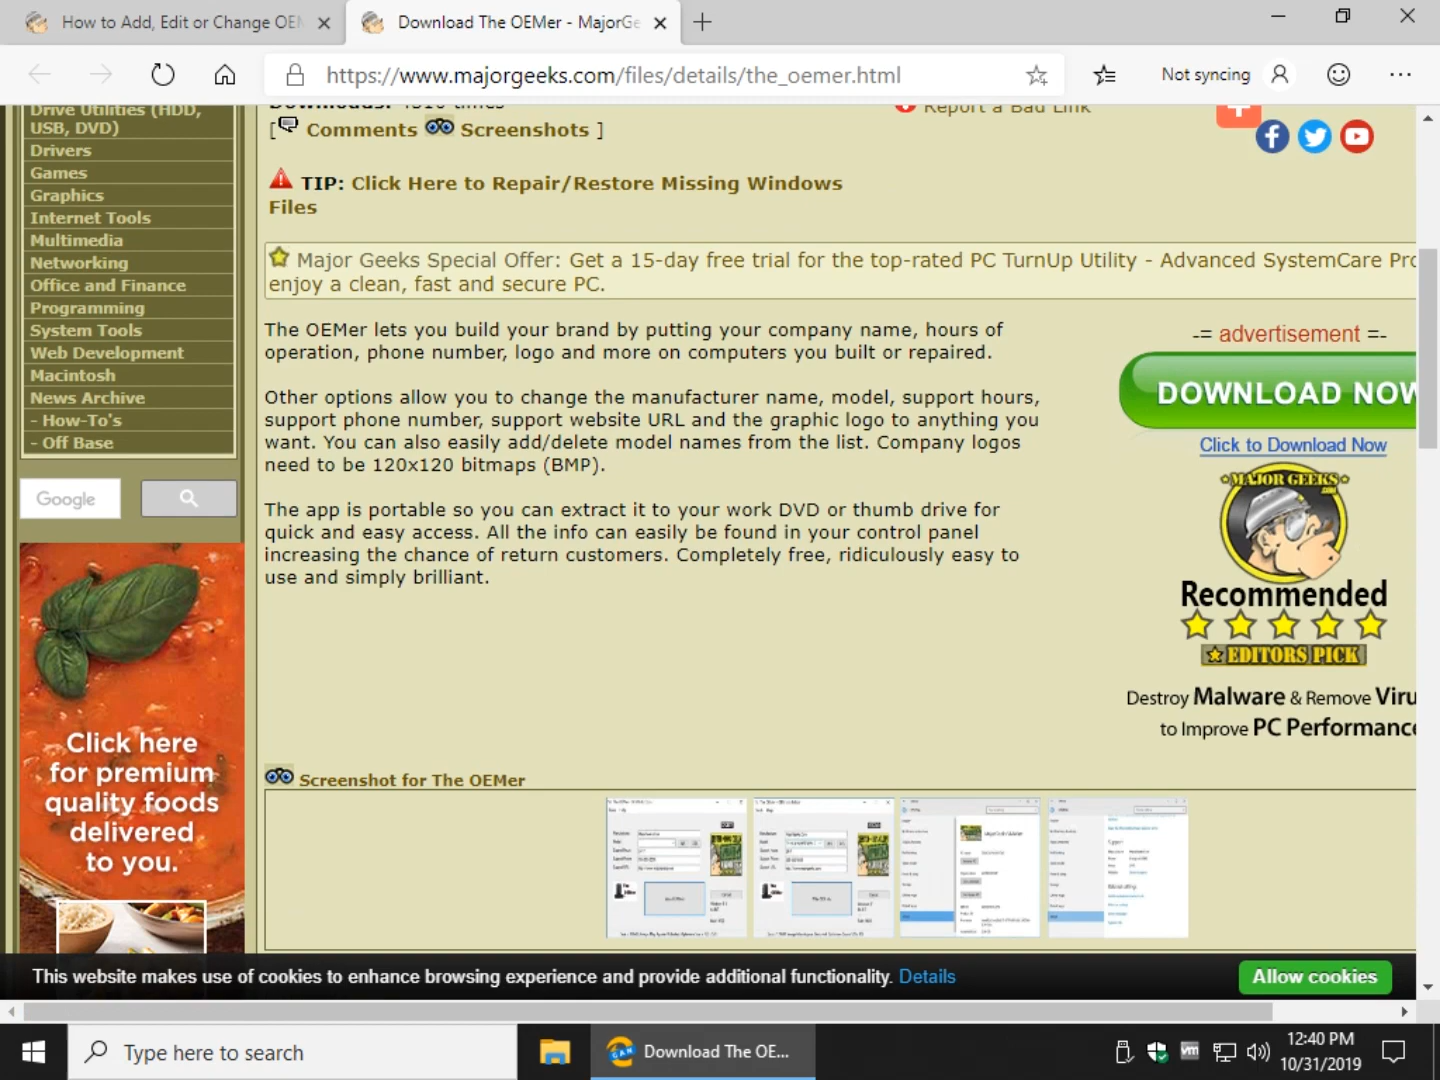 How to Add, Edit or Change OEM
Download The OEMer - MajorGe
https://www.majorgeeks.com/files/details/the_oemer.html
Not syncing
Drive Utilities (HDD,
USB, DVD)
Drivers
Games
Graphics
Internet Tools
Multimedia
Networking
Office and Finance
Programming
System Tools
Web Development
Macintosh
News Archive
- How-To's
- Off Base
Google
Click here
for premium
quality foods
delivered
to you.
Downloads: 4316 times
[ Comments Screenshots ]
Report a Bad Link
TIP: Click Here to Repair/Restore Missing Windows
Files
Major Geeks Special Offer: Get a 15-day free trial for the top-rated PC TurnUp Utility - Advanced SystemCare Pro
enjoy a clean, fast and secure PC.
The OEMer lets you build your brand by putting your company name, hours of
operation, phone number, logo and more on computers you built or repaired.
Other options allow you to change the manufacturer name, model, support hours,
support phone number, support website URL and the graphic logo to anything you
want. You can also easily add/delete model names from the list. Company logos
need to be 120x120 bitmaps (BMP).
The app is portable so you can extract it to your work DVD or thumb drive for
quick and easy access. All the info can easily be found in your control panel
increasing the chance of return customers. Completely free, ridiculously easy to
use and simply brilliant.
-= advertisement =-
DOWNLOAD NOW
Click to Download Now
MAJOR GEEKS .com
Recommended
EDITORS PICK
Destroy Malware & Remove Viru
to Improve PC Performance
Screenshot for The OEMer
This website makes use of cookies to enhance browsing experience and provide additional functionality. Details
Allow cookies
Type here to search
CAN
Download The OE...
vm
12:40 PM
10/31/2019